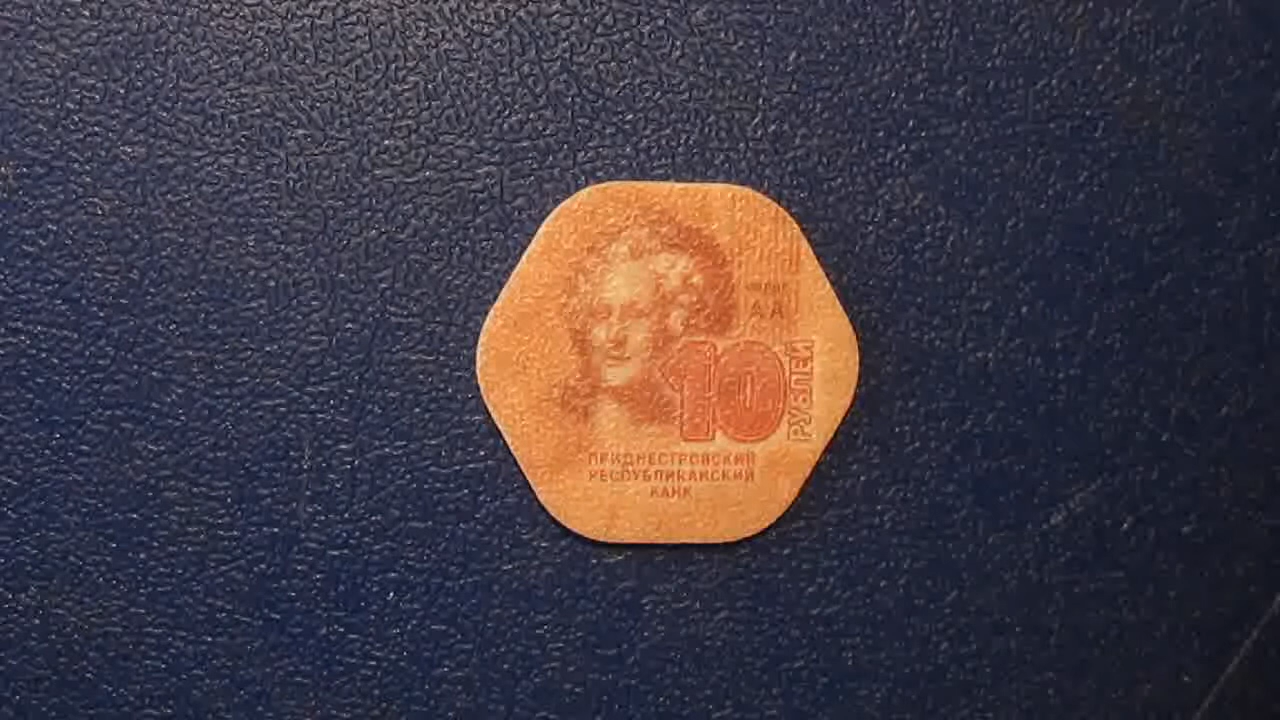 АА
10
РУБЛЕЙ
ПРИДНЕСТРОВСКИЙ
РЕСПУБЛИКАНСКИЙ
БАНК